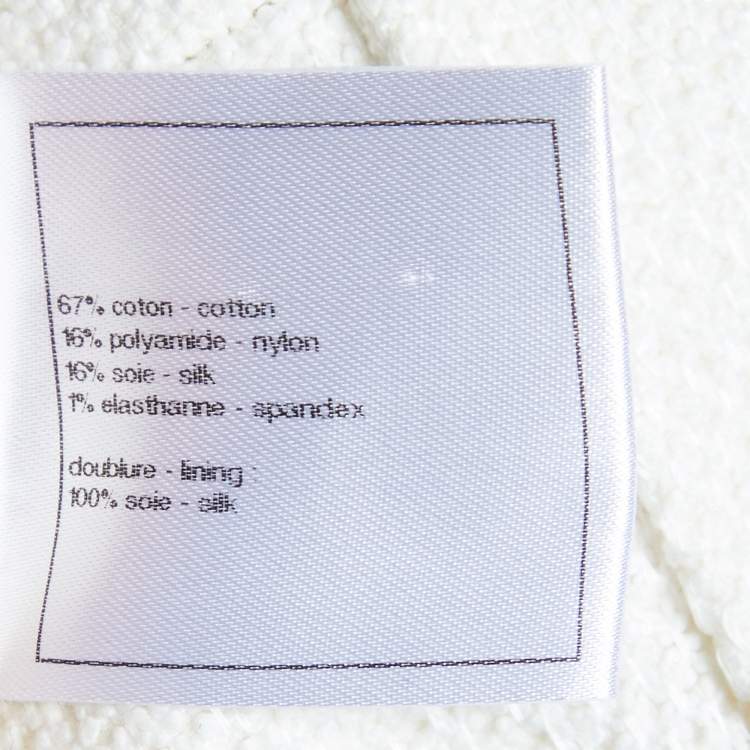 67% coton - cotton
16% polyamide - nylon
16% soie - silk
1% elasthanne - spandex
doublure - lining :
100% soie - silk